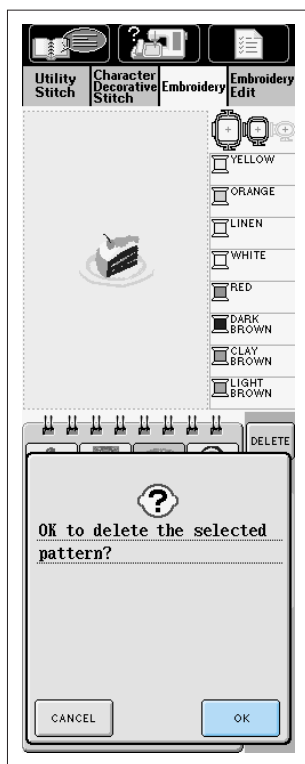 Utility
Stitch
Character
Decorative
Stitch
Embroidery
Embroidery
Edit
YELLOW
ORANGE
LINEN
WHITE
RED
DARK
BROWN
CLAY
BROWN
LIGHT
BROWN
DELETE
OK to delete the selected
pattern?
CANCEL
OK